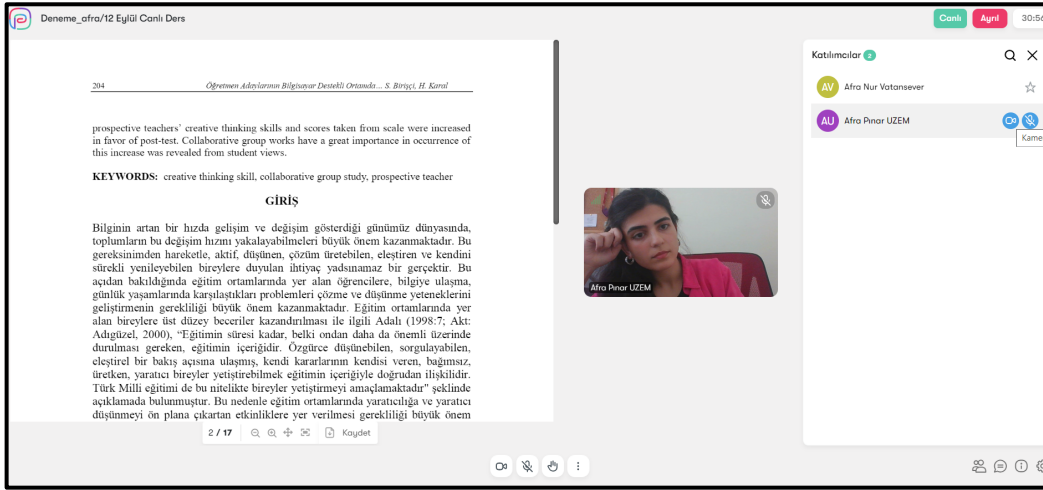 Deneme_afra/12 Eylül Canlı Ders
Canlı
Ayrıl
30:56
204
Öğretmen Adaylarının Bilgisayar Destekli Ortamda ... S. Birişçi, H. Karal
prospective teachers' creative thinking skills and scores taken from scale were increased
in favor of post-test. Collaborative group works have a great importance in occurrence of
this increase was revealed from student views.
KEYWORDS: creative thinking skill, collaborative group study, prospective teacher
GİRİŞ
Bilginin artan bir hızda gelişim ve değişim gösterdiği günümüz dünyasında,
toplumların bu değişim hızını yakalayabilmeleri büyük önem kazanmaktadır. Bu
gereksinimden hareketle, aktif, düşünen, çözüm üretebilen, eleştiren ve kendini
sürekli yenileyebilen bireylere duyulan ihtiyaç yadsınamaz bir gerçektir. Bu
açıdan bakıldığında eğitim ortamlarında yer alan öğrencilere, bilgiye ulaşma,
günlük yaşamlarında karşılaştıkları problemleri çözme ve düşünme yeteneklerini
geliştirmenin gerekliliği büyük önem kazanmaktadır. Eğitim ortamlarında yer
alan bireylere üst düzey beceriler kazandırılması ile ilgili Adalı (1998:7; Akt:
Adıgüzel, 2000), “Eğitimin süresi kadar, belki ondan daha da önemli üzerinde
durulması gereken, eğitimin içeriğidir. Özgürce düşünebilen, sorgulayabilen,
eleştirel bir bakış açısına ulaşmış, kendi kararlarının kendisi veren, bağımsız,
üretken, yaratıcı bireyler yetiştirebilmek eğitimin içeriğiyle doğrudan ilişkilidir.
Türk Milli eğitimi de bu nitelikte bireyler yetiştirmeyi amaçlamaktadır" şeklinde
açıklamada bulunmuştur. Bu nedenle eğitim ortamlarında yaratıcılığa ve yaratıcı
düşünmeyi ön plana çıkartan etkinliklere yer verilmesi gerekliliği büyük önem
2 / 17
Kaydet
Afra Pınar UZEM
Katılımcılar 2
AV Afra Nur Vatansever
AU Afra Pınar UZEM
Kame